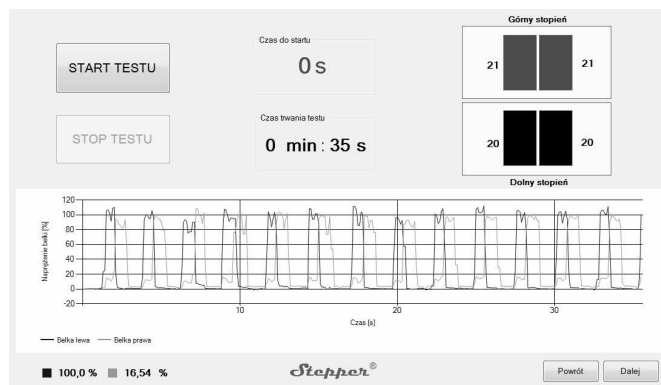 Górny stopień
START TESTU
Czas do startu
0 s
21
21
STOP TESTU
Czas trwania testu
0 min : 35 s
20
20
Dolny stopień
Naprężenie belki [%]
120
100
80
60
40
20
0
-20
10
20
30
Czas [s]
Belka lewa
Belka prawa
100,0 %
16,54 %
Stepper®
Powrót
Dalej